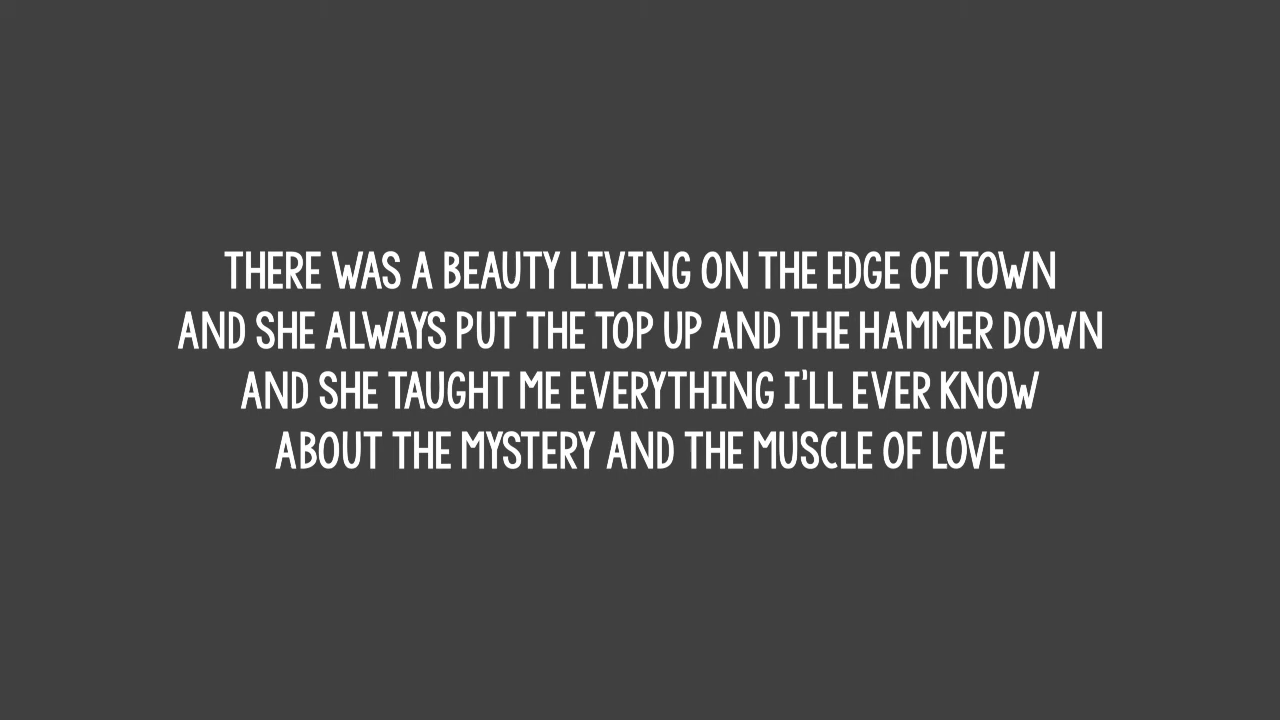 THERE WAS A BEAUTY LIVING ON THE EDGE OF TOWN
AND SHE ALWAYS PUT THE TOP UP AND THE HAMMER DOWN
AND SHE TAUGHT ME EVERYTHING I'LL EVER KNOW
ABOUT THE MYSTERY AND THE MUSCLE OF LOVE